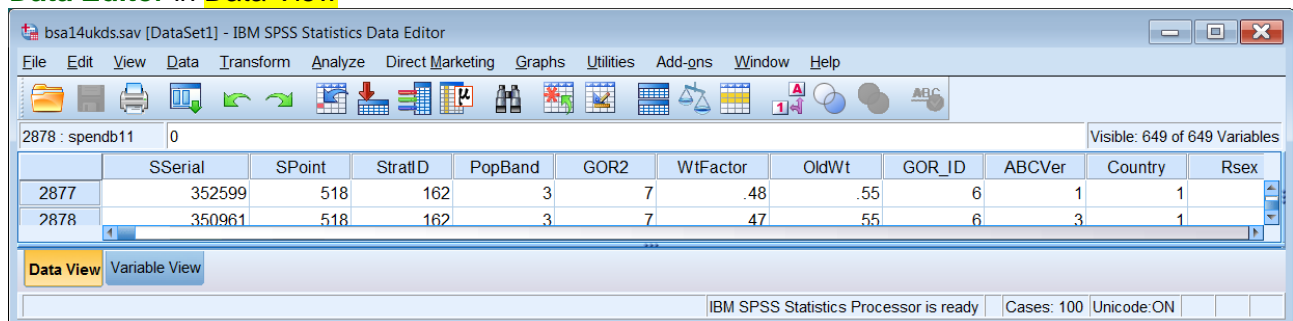 Data Editor in Data View
bsa14ukds.sav [DataSet1] - IBM SPSS Statistics Data Editor
File Edit View Data Transform Analyze Direct Marketing Graphs Utilities Add-ons Window Help
2878 : spendb11 0 Visible: 649 of 649 Variables
SSerial SPoint StratID PopBand GOR2 WtFactor OldWt GOR_ID ABCVer Country Rsex
2877 352599 518 162 3 7 .48 .55 6 1 1
2878 350961 518 162 3 7 .47 .55 6 3 1
Data View Variable View
IBM SPSS Statistics Processor is ready Cases: 100 Unicode:ON